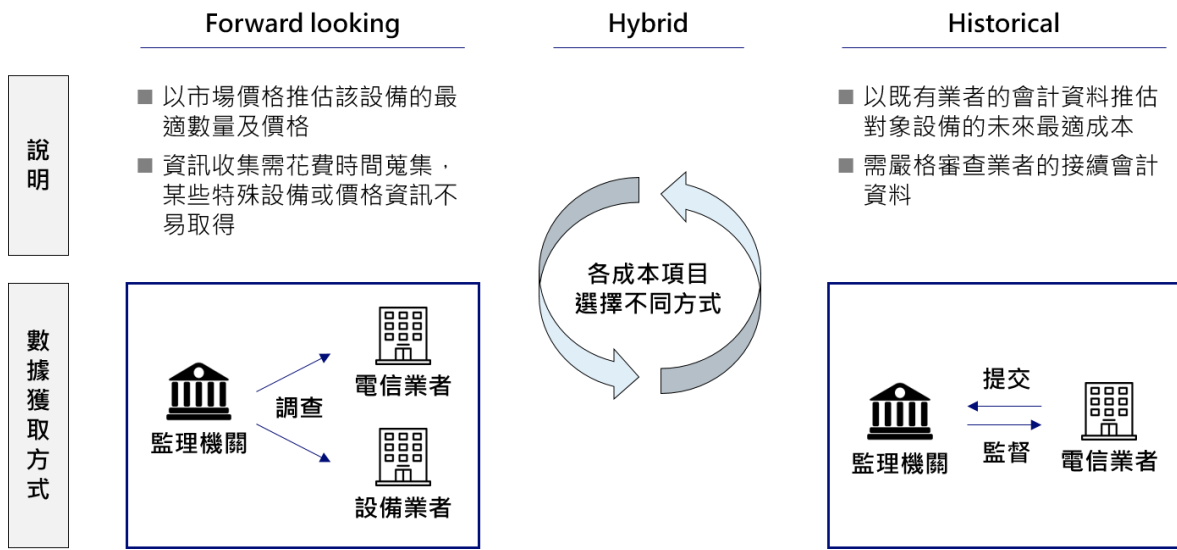 Forward looking
Hybrid
Historical
說明
■ 以市場價格推估該設備的最
適數量及價格
■ 資訊收集需花費時間蒐集，
某些特殊設備或價格資訊不
易取得
各成本項目
選擇不同方式
■ 以既有業者的會計資料推估
對象設備的未來最適成本
■ 需嚴格審查業者的接續會計
資料
數據獲取方式
監理機關
調查
電信業者
設備業者
監理機關
提交
監督
電信業者